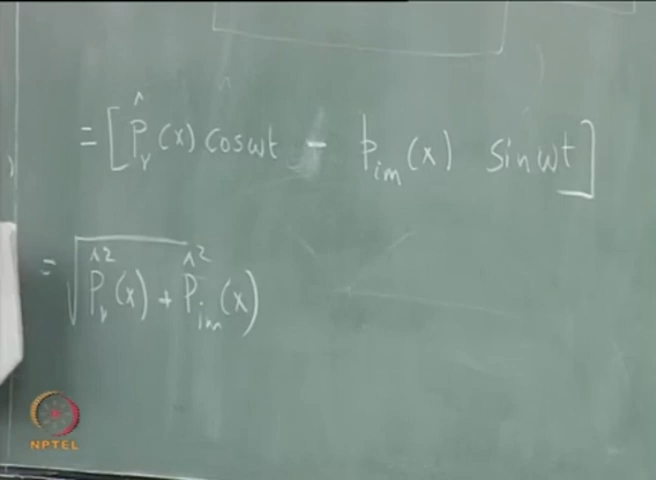 = [P̂r(x) cosωt - Pim(x) sinωt]
= √P̂r²(x) + P̂im²(x)
NPTEL